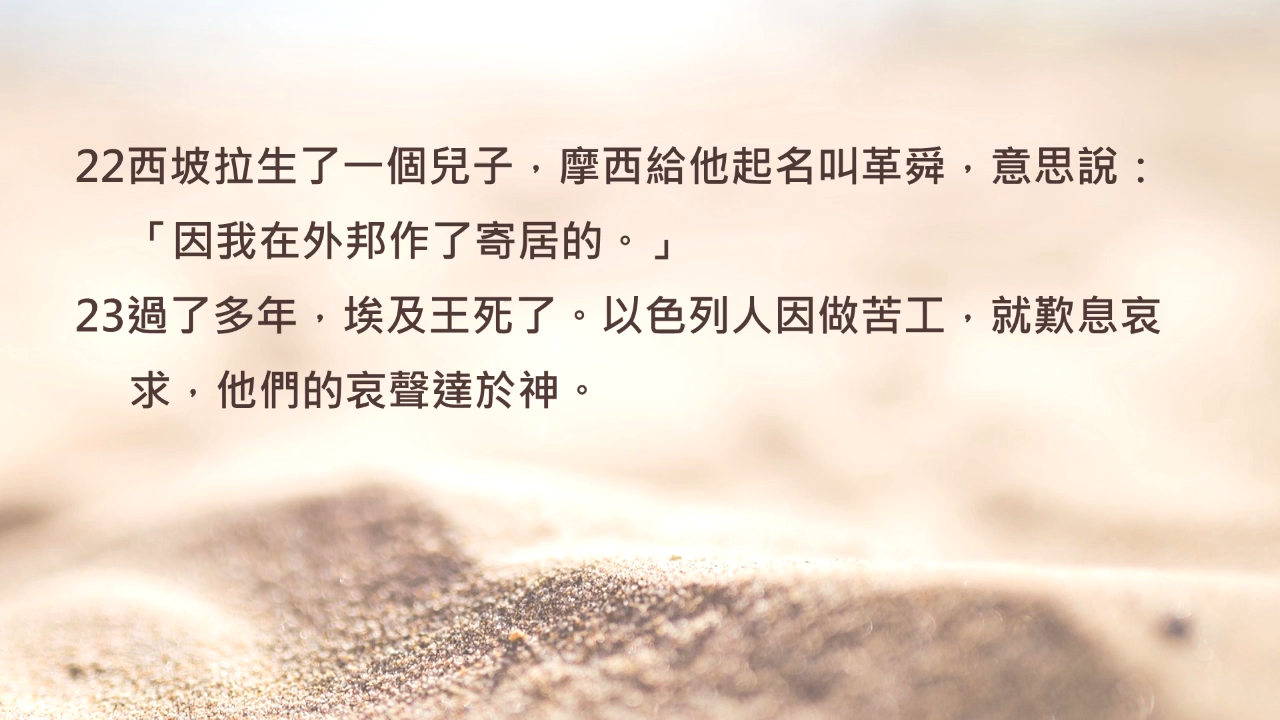 22西坡拉生了一個兒子，摩西給他起名叫革舜，意思說：
「因我在外邦作了寄居的。」
23過了多年，埃及王死了。以色列人因做苦工，就歎息哀
求，他們的哀聲達於神。